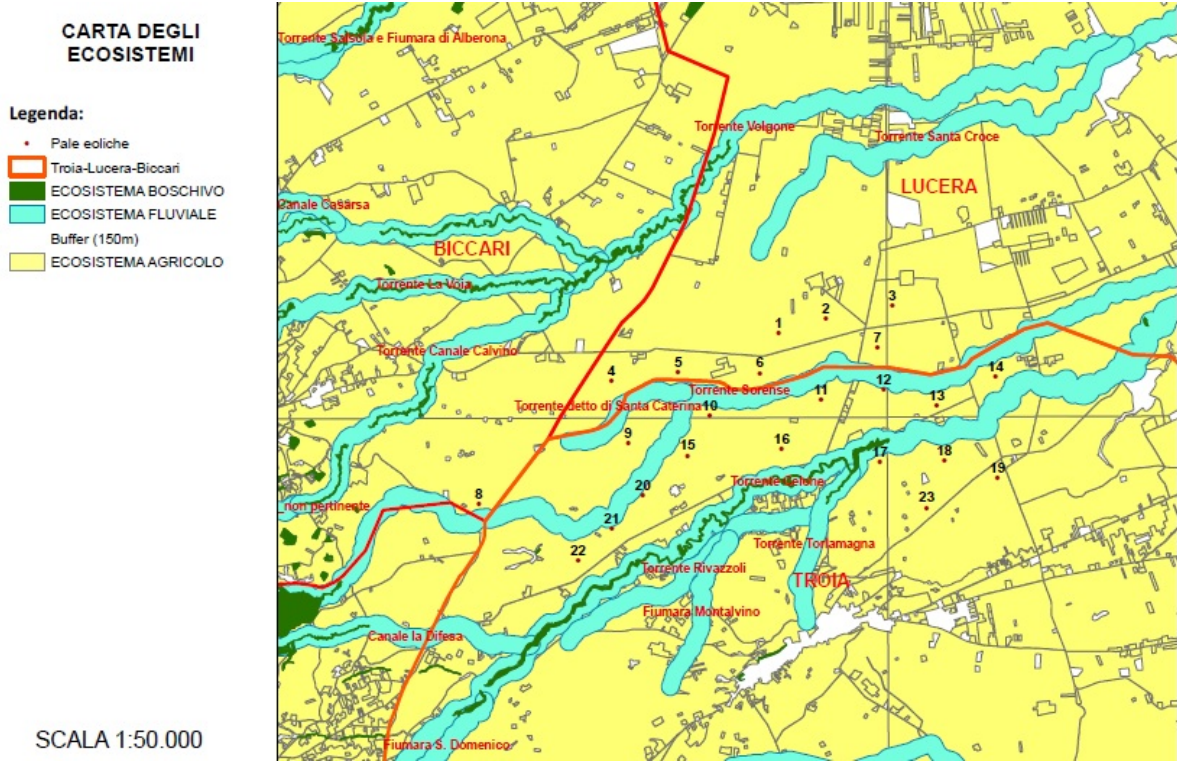 CARTA DEGLI
ECOSISTEMI
Legenda:
Pale eoliche
Troia-Lucera-Biccari
ECOSISTEMA BOSCHIVO
ECOSISTEMA FLUVIALE
Buffer (150m)
ECOSISTEMA AGRICOLO
SCALA 1:50.000
Torrente Salsola e Fiumara di Alberona
Torrente Volgone
Torrente Santa Croce
LUCERA
Canale Casarsa
BICCARI
Torrente La Voia
3
2
1
7
Torrente Canale Calvino
5
6
4
14
12
Torrente Sorense
11
13
Torrente detto di Santa Caterina
10
9
15
16
17
18
19
Torrente Celone
20
8
23
_non pertinente
21
22
Torrente Torlamagna
Torrente Rivazzoli
TROIA
Fiumara Montalvino
Canale la Difesa
Fiumara S. Domenico